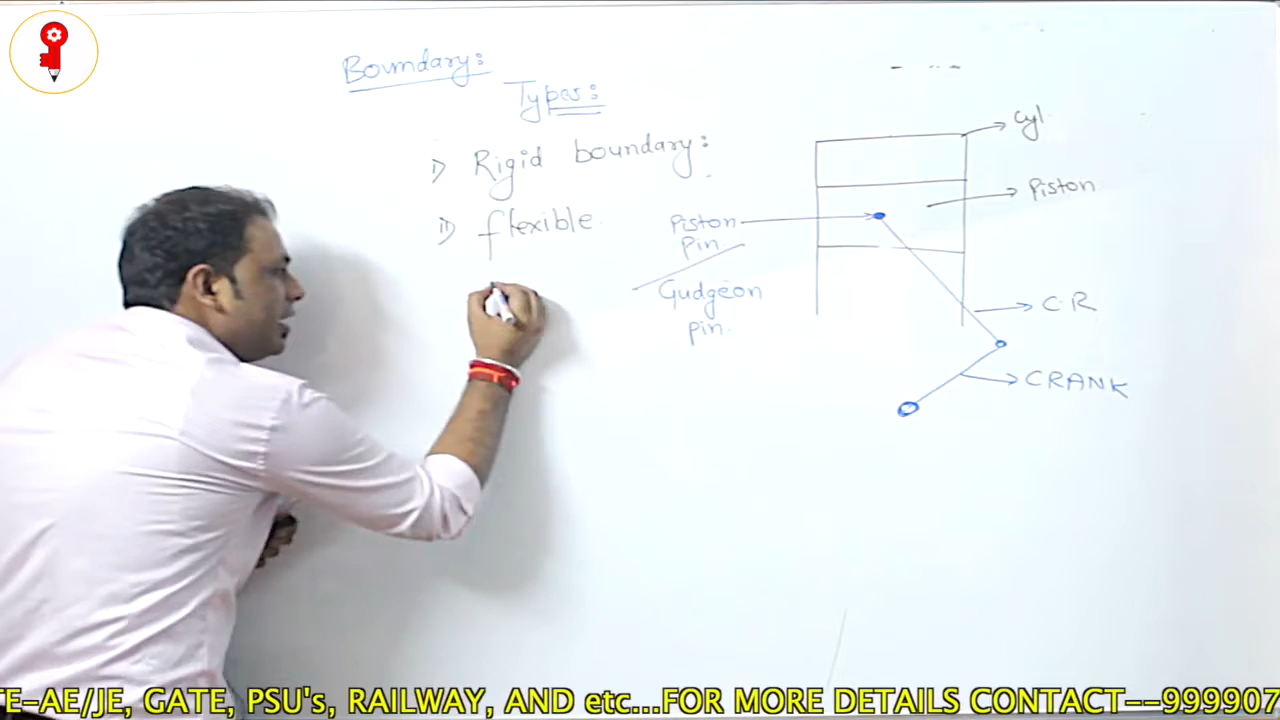 Boundary:
Types:
i) Rigid boundary:
ii) flexible
Piston
Pin
Gudgeon
pin.
Cyl.
Piston
C.R
CRANK
TE-AE/JE, GATE, PSU's, RAILWAY, AND etc...FOR MORE DETAILS CONTACT--999907